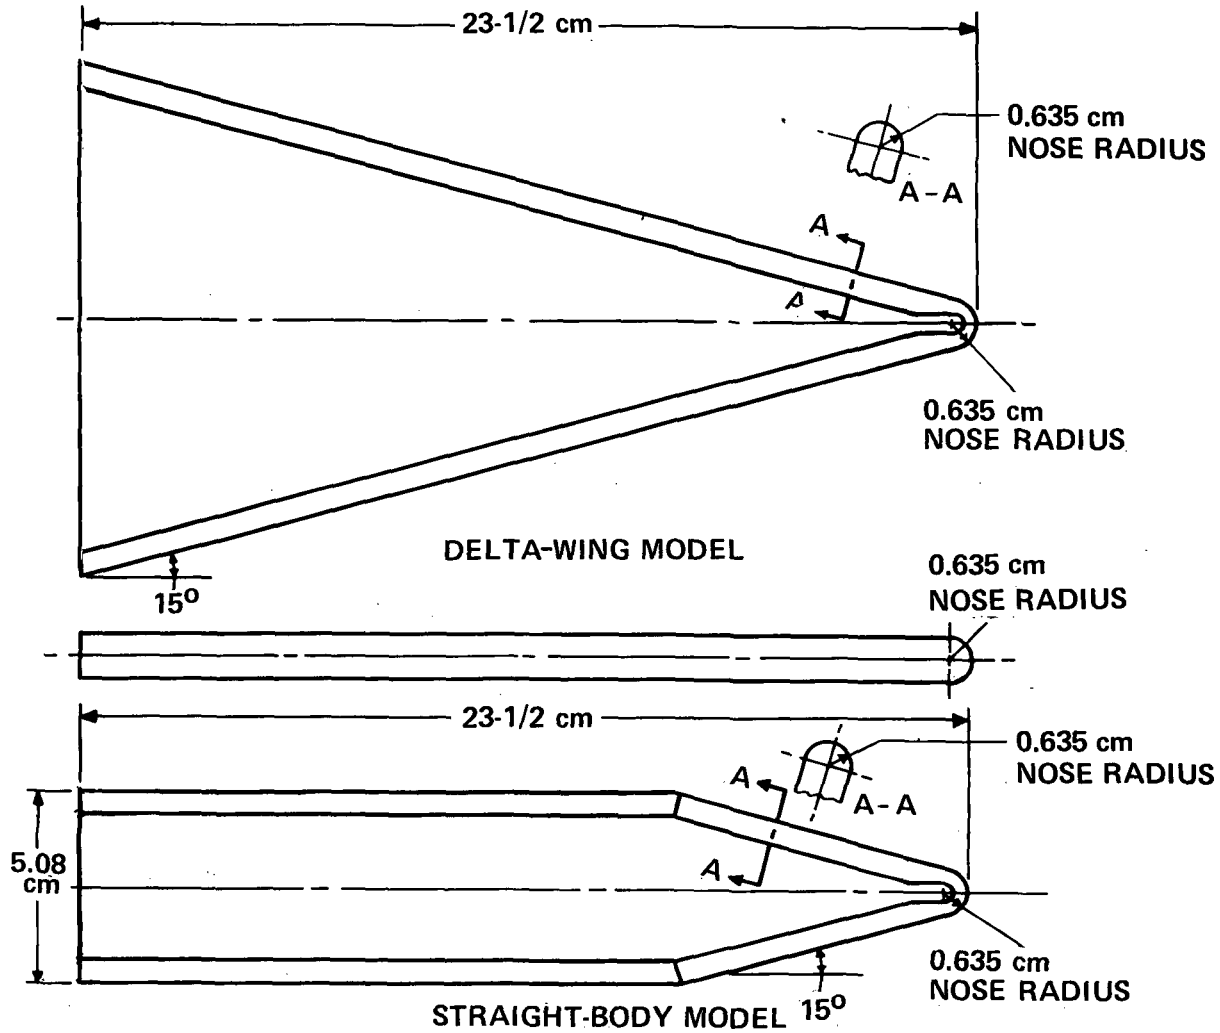 23-1/2 cm
0.635 cm
NOSE RADIUS
A-A
A
A
0.635 cm
NOSE RADIUS
DELTA-WING MODEL
15º
0.635 cm
NOSE RADIUS
23-1/2 cm
0.635 cm
NOSE RADIUS
A
A-A
5.08
cm
A
0.635 cm
NOSE RADIUS
15º
STRAIGHT-BODY MODEL